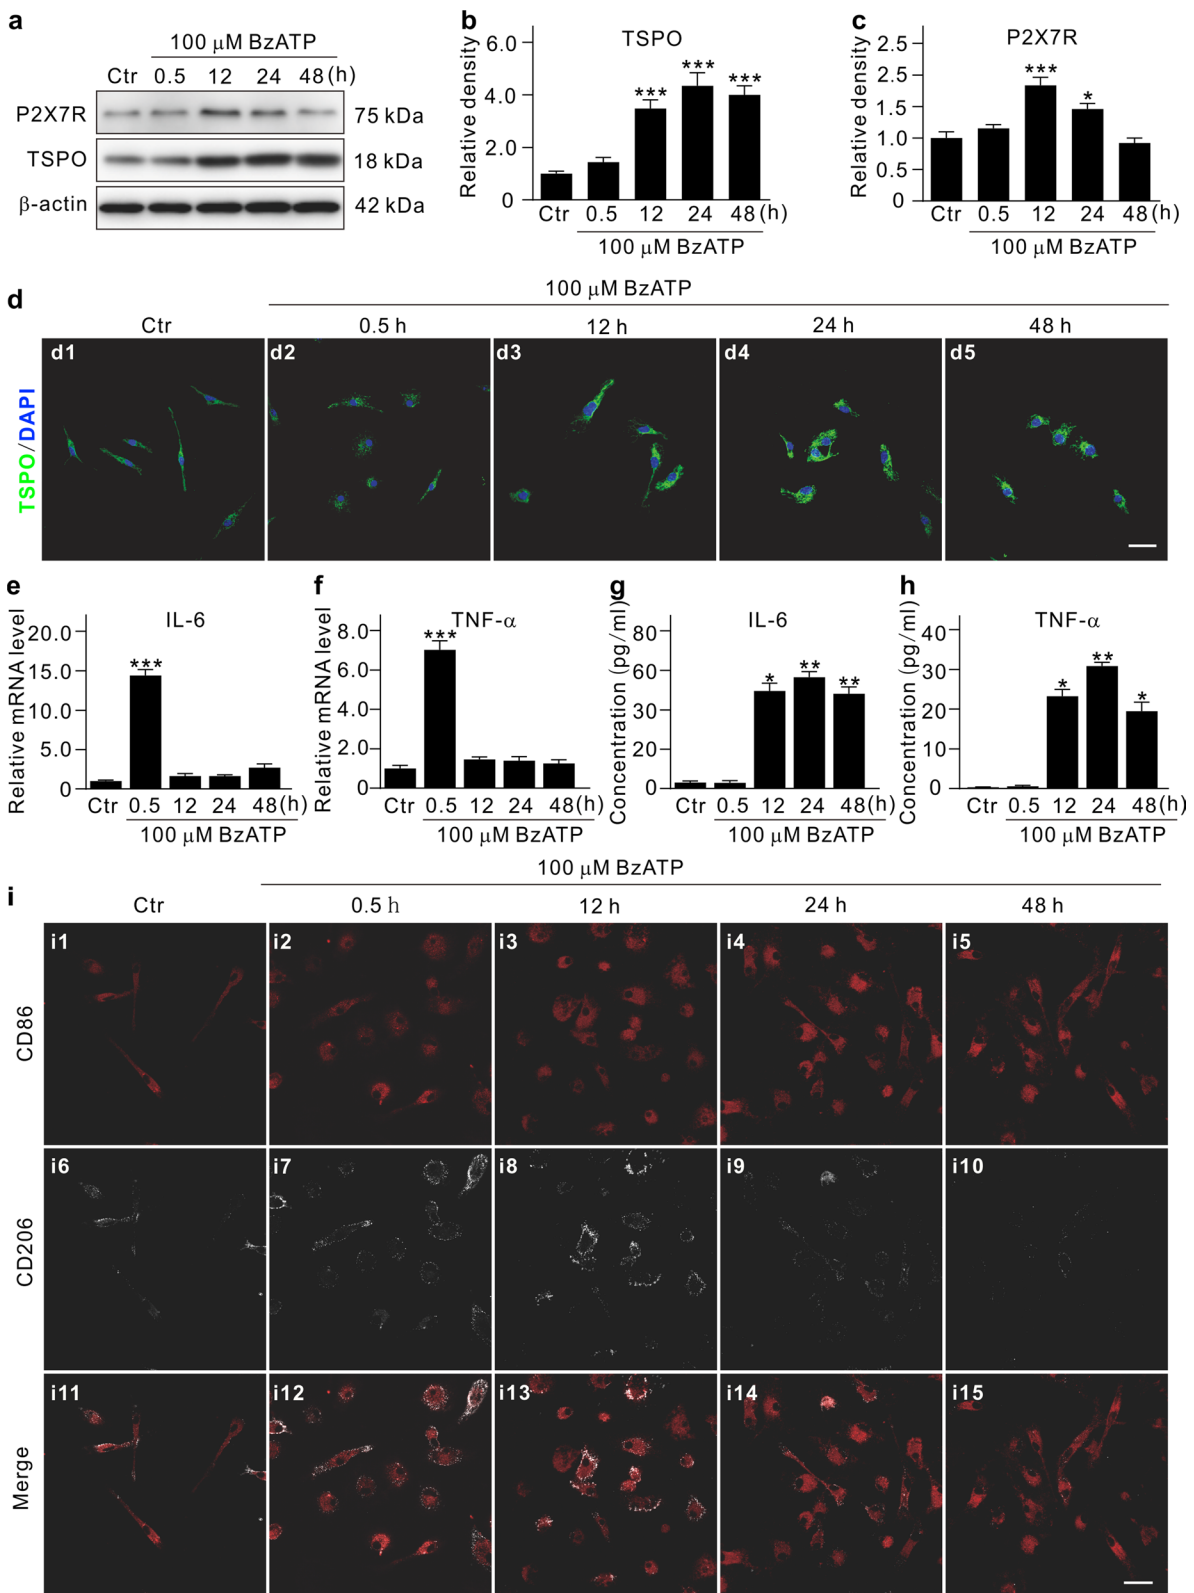 a
100 μM BzATP
Ctr 0.5 12 24 48 (h)
P2X7R 75 kDa
TSPO 18 kDa
β-actin 42 kDa
b
TSPO
Relative density
6.0
4.0
2.0
0
*** *** ***
Ctr 0.5 12 24 48 (h)
100 μM BzATP
c
P2X7R
Relative density
2.5
2.5
1.5
1.0
0.5
0
*** *
Ctr 0.5 12 24 48 (h)
100 μM BzATP
d
100 μM BzATP
Ctr 0.5 h 12 h 24 h 48 h
TSPO/DAPI
d1 d2 d3 d4 d5
e
IL-6
Relative mRNA level
20.0
15.0
10.0
5.0
0
***
Ctr 0.5 12 24 48 (h)
100 μM BzATP
f
TNF-α
Relative mRNA level
8.0
6.0
4.0
2.0
0
***
Ctr 0.5 12 24 48 (h)
100 μM BzATP
g
IL-6
Concentration (pg/ml)
80
60
30
20
0
* ** **
Ctr 0.5 12 24 48 (h)
100 μM BzATP
h
TNF-α
Concentration (pg/ml)
40
30
20
10
0
* ** *
Ctr 0.5 12 24 48 (h)
100 μM BzATP
i
100 μM BzATP
Ctr 0.5 h 12 h 24 h 48 h
CD86
i1 i2 i3 i4 i5
CD206
i6 i7 i8 i9 i10
Merge
i11 i12 i13 i14 i15